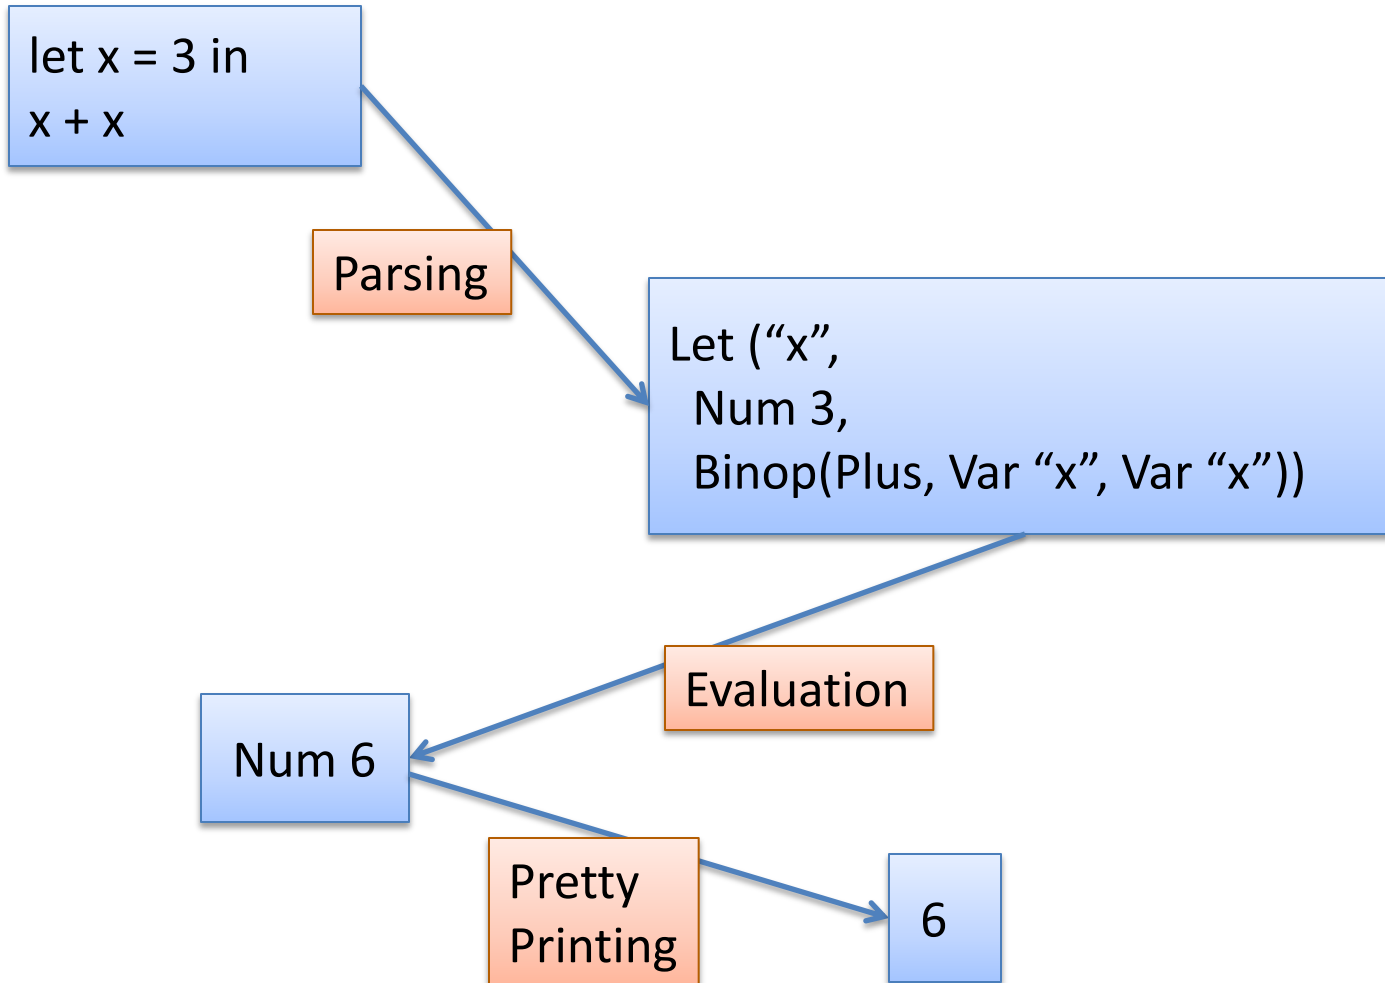 let x = 3 in
x + x
Parsing
Let (“x”,
Num 3,
Binop(Plus, Var “x”, Var “x”))
Evaluation
Num 6
Pretty
Printing
6